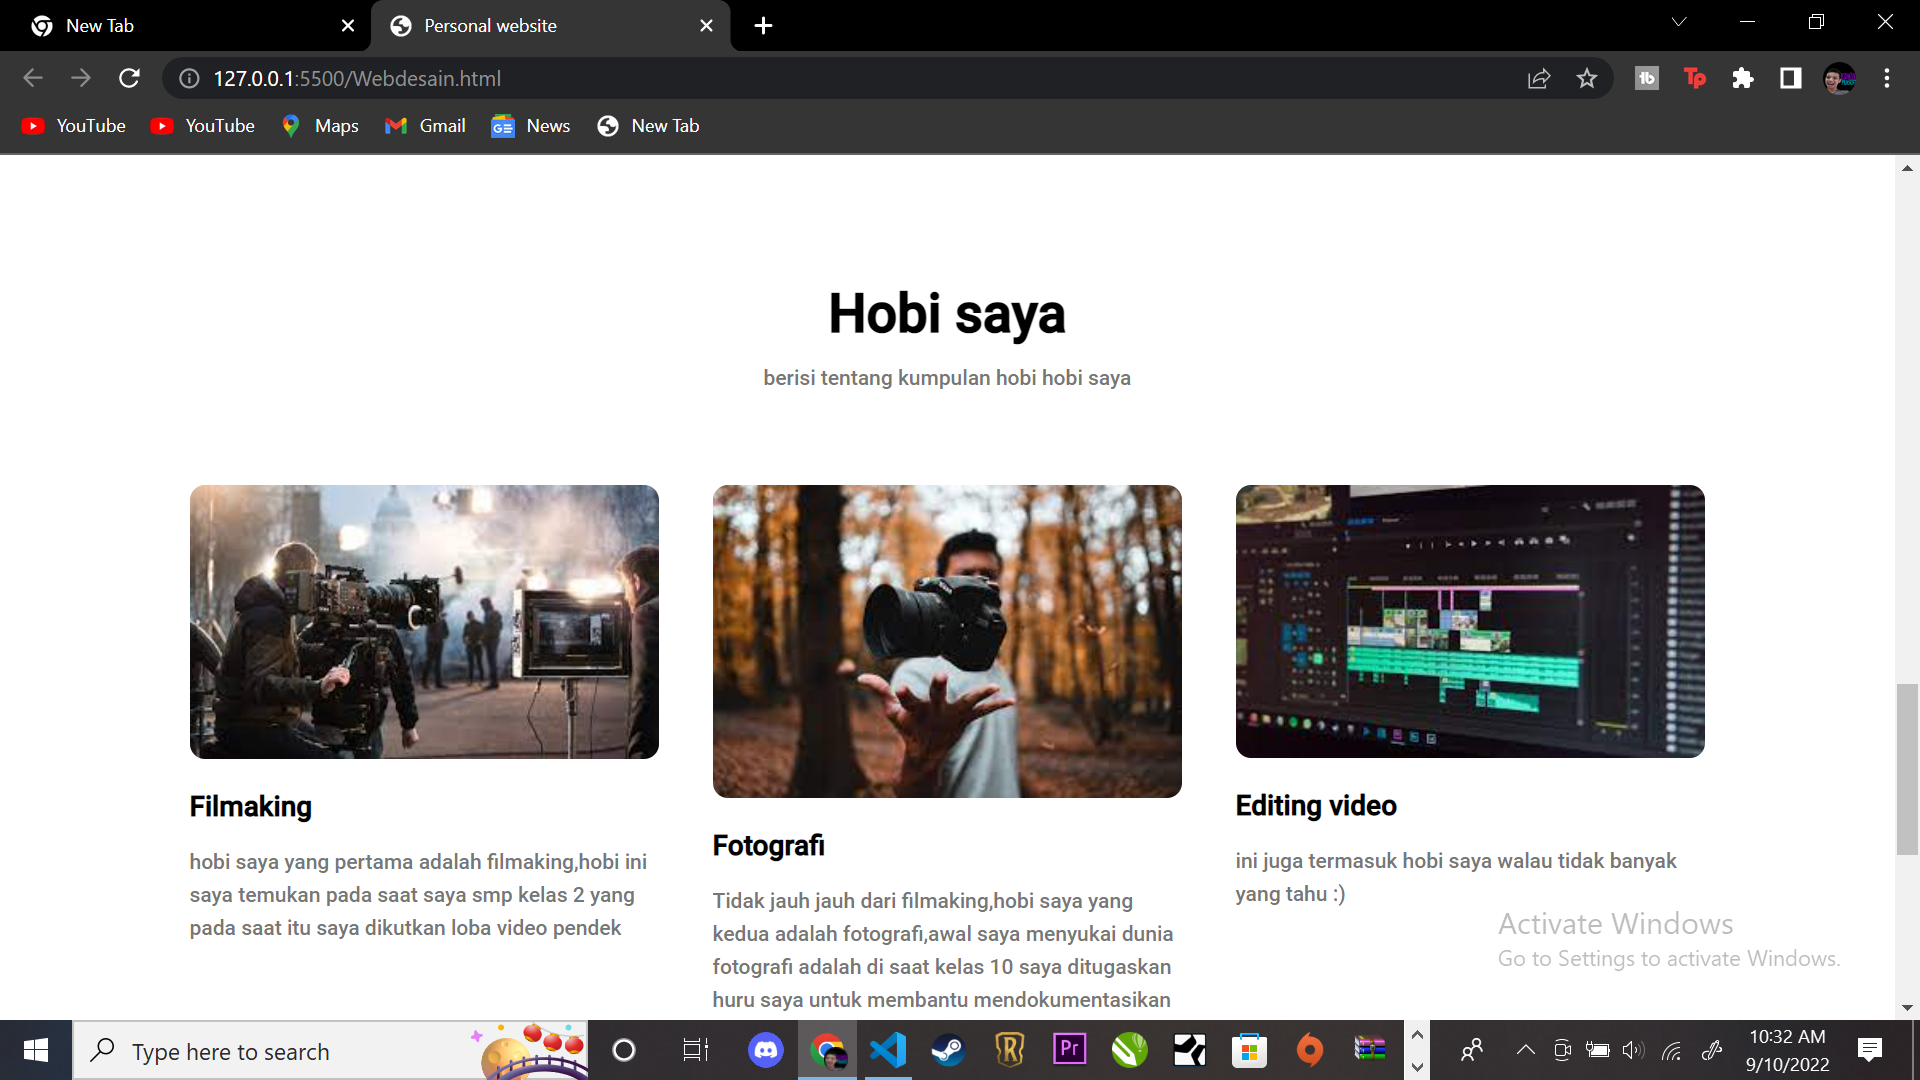 New Tab
Personal website
127.0.0.1:5500/Webdesain.html
YouTube
YouTube
Maps
Gmail
News
New Tab
Hobi saya
berisi tentang kumpulan hobi hobi saya
Filmaking
hobi saya yang pertama adalah filmaking,hobi ini
saya temukan pada saat saya smp kelas 2 yang
pada saat itu saya dikutkan loba video pendek
Fotografi
Tidak jauh jauh dari filmaking,hobi saya yang
kedua adalah fotografi,awal saya menyukai dunia
fotografi adalah di saat kelas 10 saya ditugaskan
huru saya untuk membantu mendokumentasikan
Editing video
ini juga termasuk hobi saya walau tidak banyak
yang tahu :)
Activate Windows
Go to Settings to activate Windows.
Type here to search
Pr
10:32 AM
9/10/2022